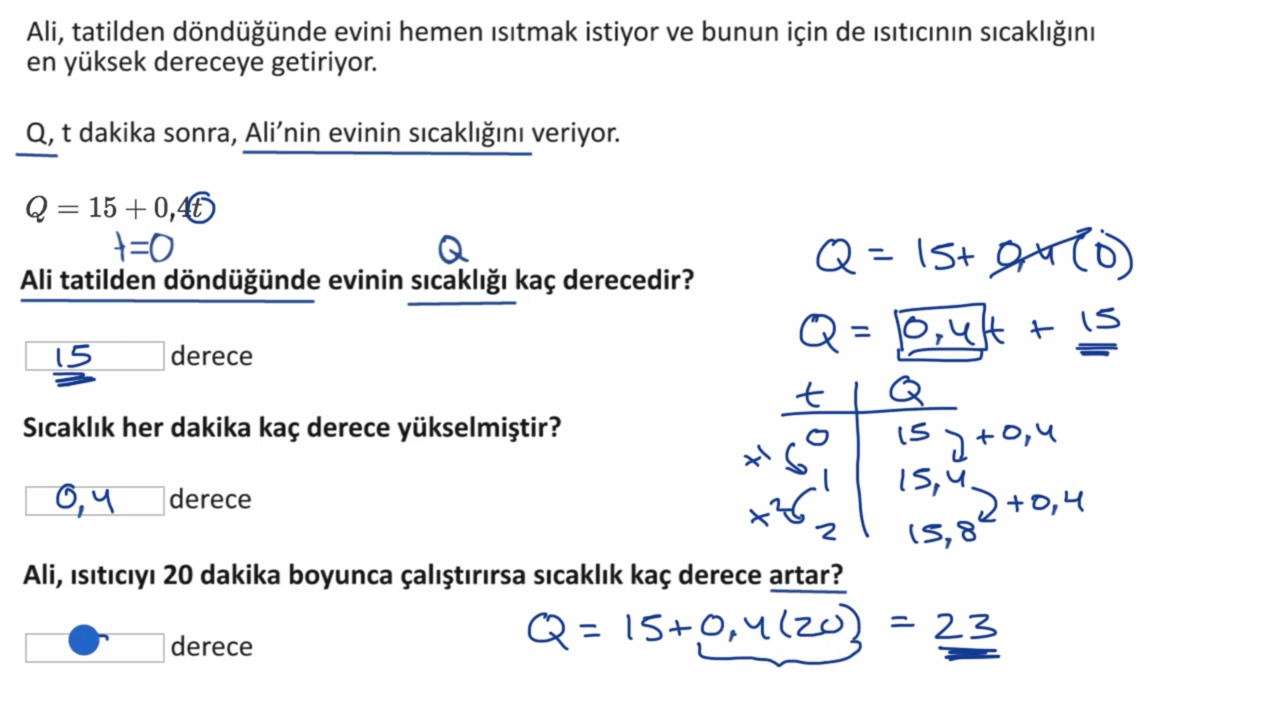 Ali, tatilden döndüğünde evini hemen ısıtmak istiyor ve bunun için de ısıtıcının sıcaklığını
en yüksek dereceye getiriyor.
Q, t dakika sonra, Ali'nin evinin sıcaklığını veriyor.
Q = 15 + 0,4t
t=0
Q
Ali tatilden döndüğünde evinin sıcaklığı kaç derecedir?
15 derece
Sıcaklık her dakika kaç derece yükselmiştir?
0,4 derece
Ali, ısıtıcıyı 20 dakika boyunca çalıştırırsa sıcaklık kaç derece artar?
derece
Q = 15+ 0,4(0)
Q = 0,4t + 15
t Q
0 15 +0,4
1 15,4 +0,4
2 15,8
Q = 15+0,4(20) = 23